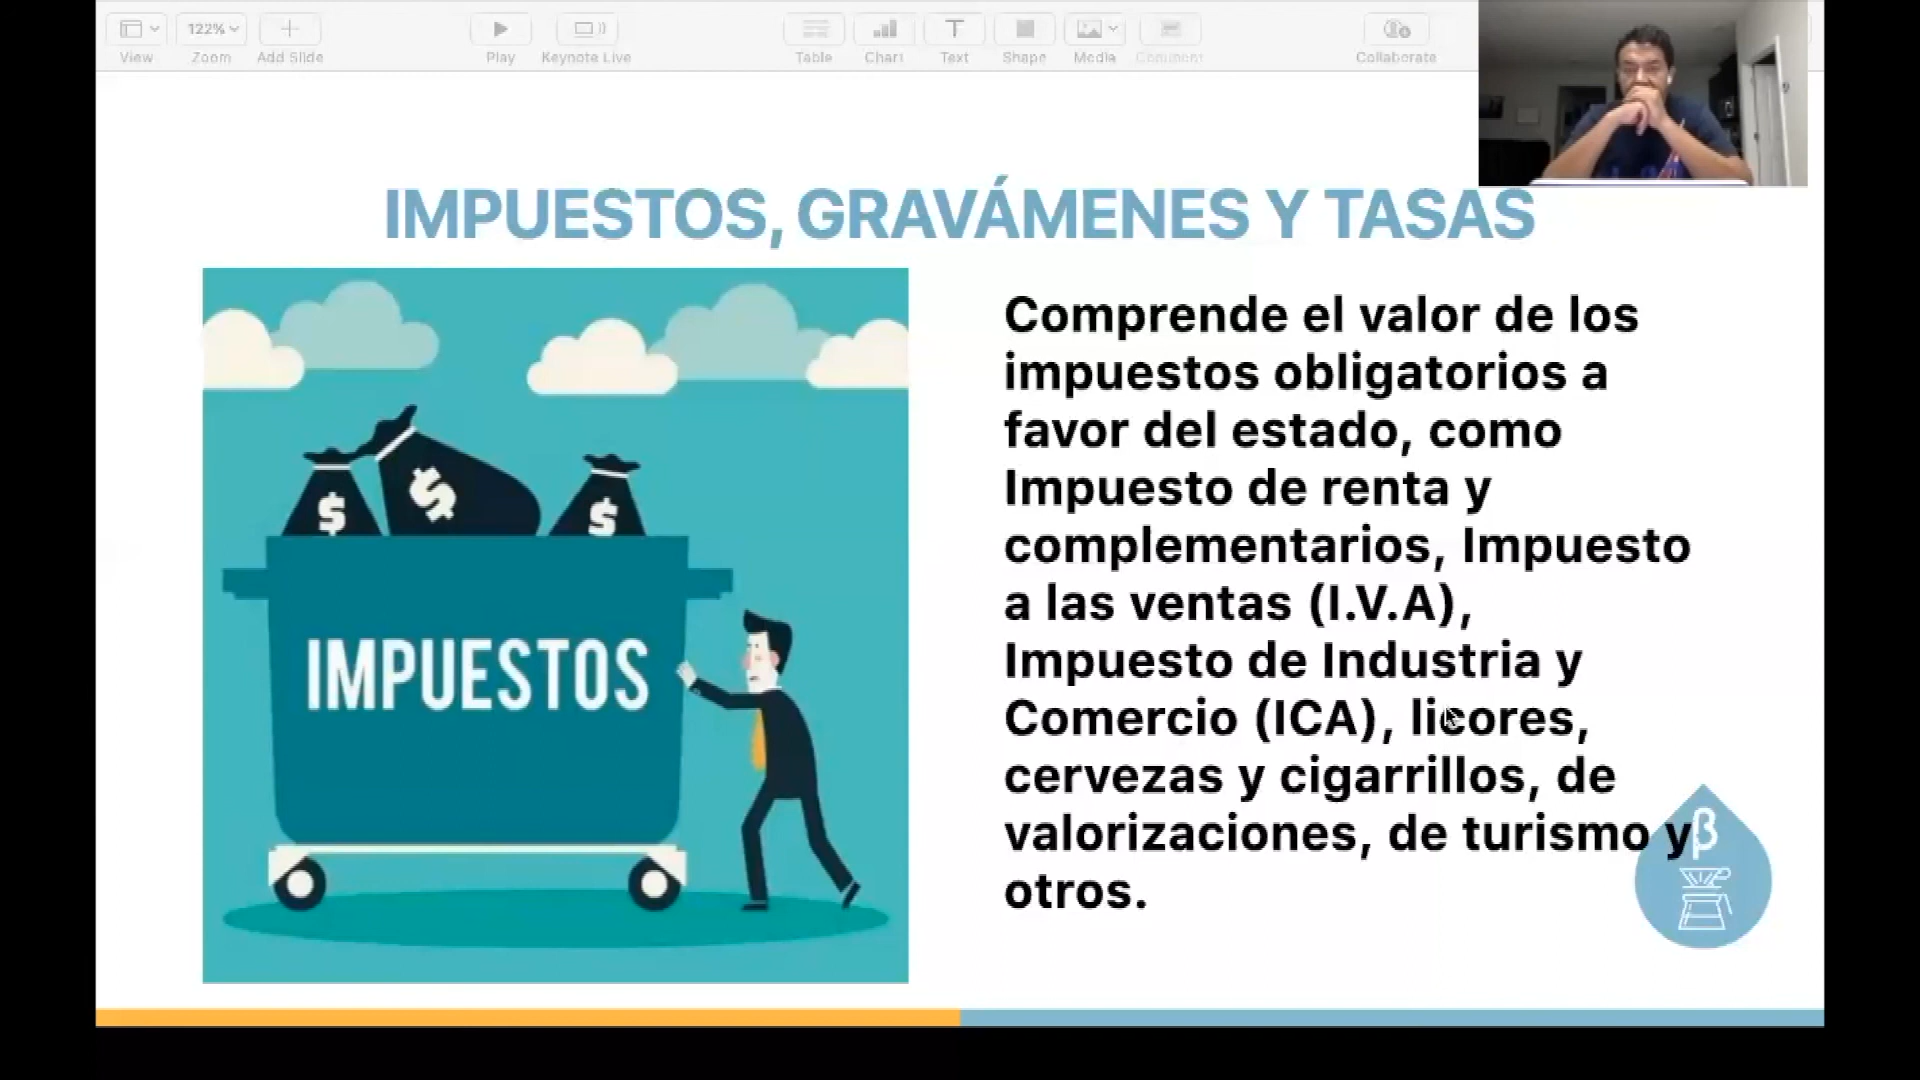 122%
View
Zoom
Add Slide
Play
Keynote Live
Table
Chart
Text
Shape
Media
Comment
Collaborate
IMPUESTOS, GRAVÁMENES Y TASAS
$
$
$
IMPUESTOS
Comprende el valor de los
impuestos obligatorios a
favor del estado, como
Impuesto de renta y
complementarios, Impuesto
a las ventas (I.V.A),
Impuesto de Industria y
Comercio (ICA), licores,
cervezas y cigarrillos, de
valorizaciones, de turismo y
otros.
β